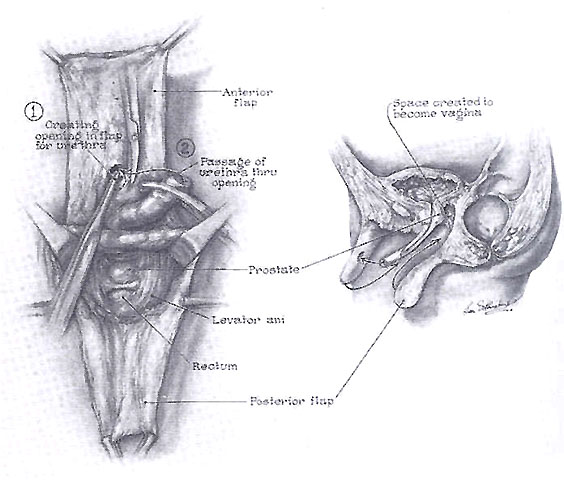 1
Creating
opening in flap
for urethra
Anterior
flap
2
Passage of
urethra thru
opening
Space created to
become vagina
Prostate
Levator ani
Rectum
Posterior flap